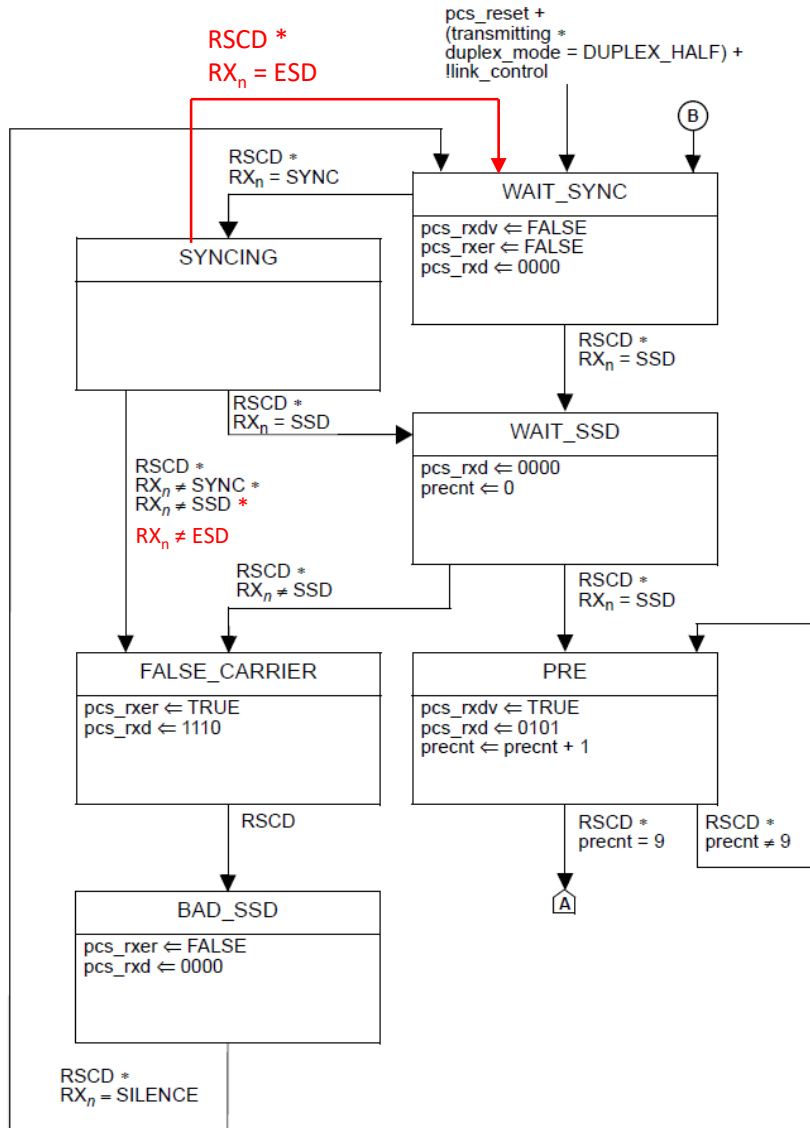 RSCD *
RXn = ESD
pcs_reset +
(transmitting *
duplex_mode = DUPLEX_HALF) +
!link_control
B
RSCD *
RXn = SYNC
WAIT_SYNC
pcs_rxdv ⇐ FALSE
pcs_rxer ⇐ FALSE
pcs_rxd ⇐ 0000
SYNCING
RSCD *
RXn = SSD
RSCD *
RXn = SSD
WAIT_SSD
pcs_rxd ⇐ 0000
precnt ⇐ 0
RSCD *
RXn ≠ SYNC *
RXn ≠ SSD *
RXn ≠ ESD
RSCD *
RXn ≠ SSD
RSCD *
RXn = SSD
FALSE_CARRIER
pcs_rxer ⇐ TRUE
pcs_rxd ⇐ 1110
PRE
pcs_rxdv ⇐ TRUE
pcs_rxd ⇐ 0101
precnt ⇐ precnt + 1
RSCD
RSCD *
precnt = 9
RSCD *
precnt ≠ 9
A
BAD_SSD
pcs_rxer ⇐ FALSE
pcs_rxd ⇐ 0000
RSCD *
RXn = SILENCE